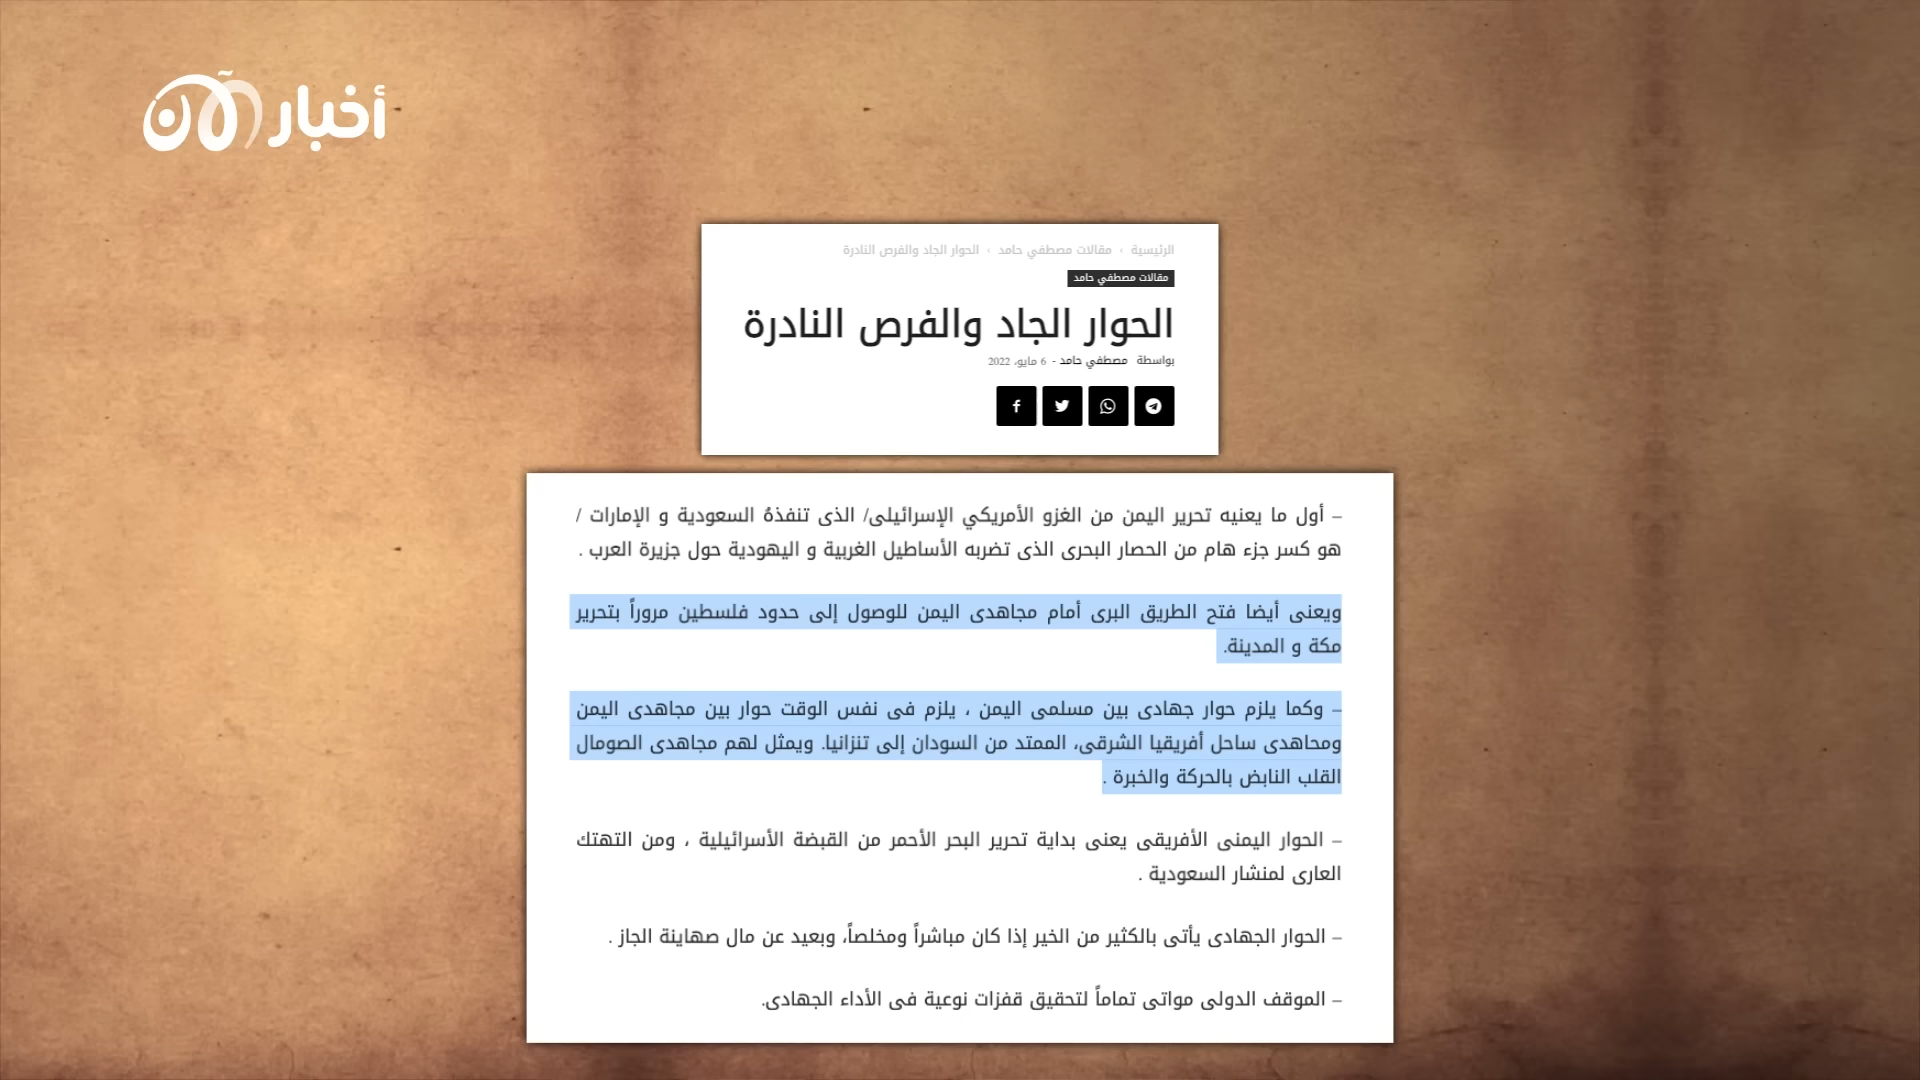 أخبار الآن
الرئيسية › مقالات مصطفي حامد › الحوار الجاد والفرص النادرة
مقالات مصطفي حامد
الحوار الجاد والفرص النادرة
بواسطة مصطفي حامد - 6 مايو، 2022
– أول ما يعنيه تحرير اليمن من الغزو الأمريكي الإسرائيلى/ الذى تنفذهُ السعودية و الإمارات /
هو كسر جزء هام من الحصار البحرى الذى تضربه الأساطيل الغربية و اليهودية حول جزيرة العرب .
ويعنى أيضا فتح الطريق البرى أمام مجاهدى اليمن للوصول إلى حدود فلسطين مروراً بتحرير
مكة و المدينة.
– وكما يلزم حوار جهادى بين مسلمى اليمن ، يلزم فى نفس الوقت حوار بين مجاهدى اليمن
ومحاهدى ساحل أفريقيا الشرقى، الممتد من السودان إلى تنزانيا. ويمثل لهم مجاهدى الصومال
القلب النابض بالحركة والخبرة .
– الحوار اليمنى الأفريقى يعنى بداية تحرير البحر الأحمر من القبضة الأسرائيلية ، ومن التهتك
العارى لمنشار السعودية .
– الحوار الجهادى يأتى بالكثير من الخير إذا كان مباشراً ومخلصاً، وبعيد عن مال صهاينة الجاز .
– الموقف الدولى مواتى تماماً لتحقيق قفزات نوعية فى الأداء الجهادى.